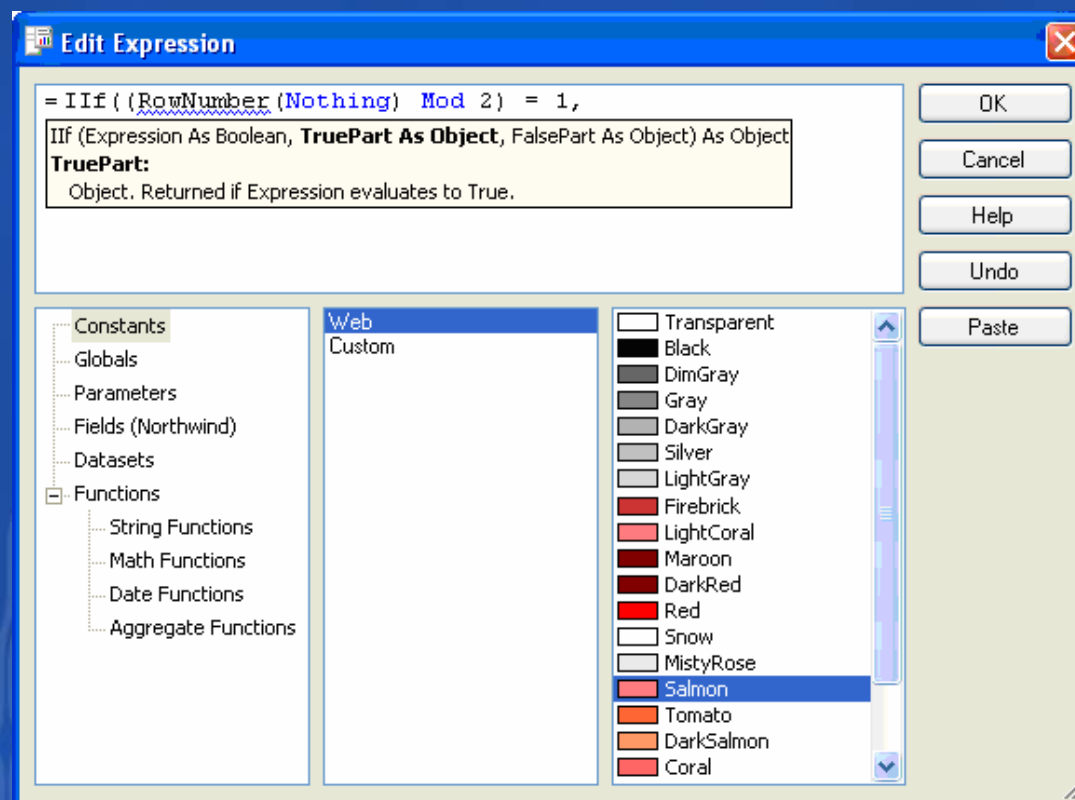 Edit Expression
=IIf((RowNumber(Nothing) Mod 2) = 1,
IIf (Expression As Boolean, TruePart As Object, FalsePart As Object) As Object
TruePart:
Object. Returned if Expression evaluates to True.
OK
Cancel
Help
Undo
Paste
Constants
Globals
Parameters
Fields (Northwind)
Datasets
Functions
String Functions
Math Functions
Date Functions
Aggregate Functions
Web
Custom
Transparent
Black
DimGray
Gray
DarkGray
Silver
LightGray
Firebrick
LightCoral
Maroon
DarkRed
Red
Snow
MistyRose
Salmon
Tomato
DarkSalmon
Coral